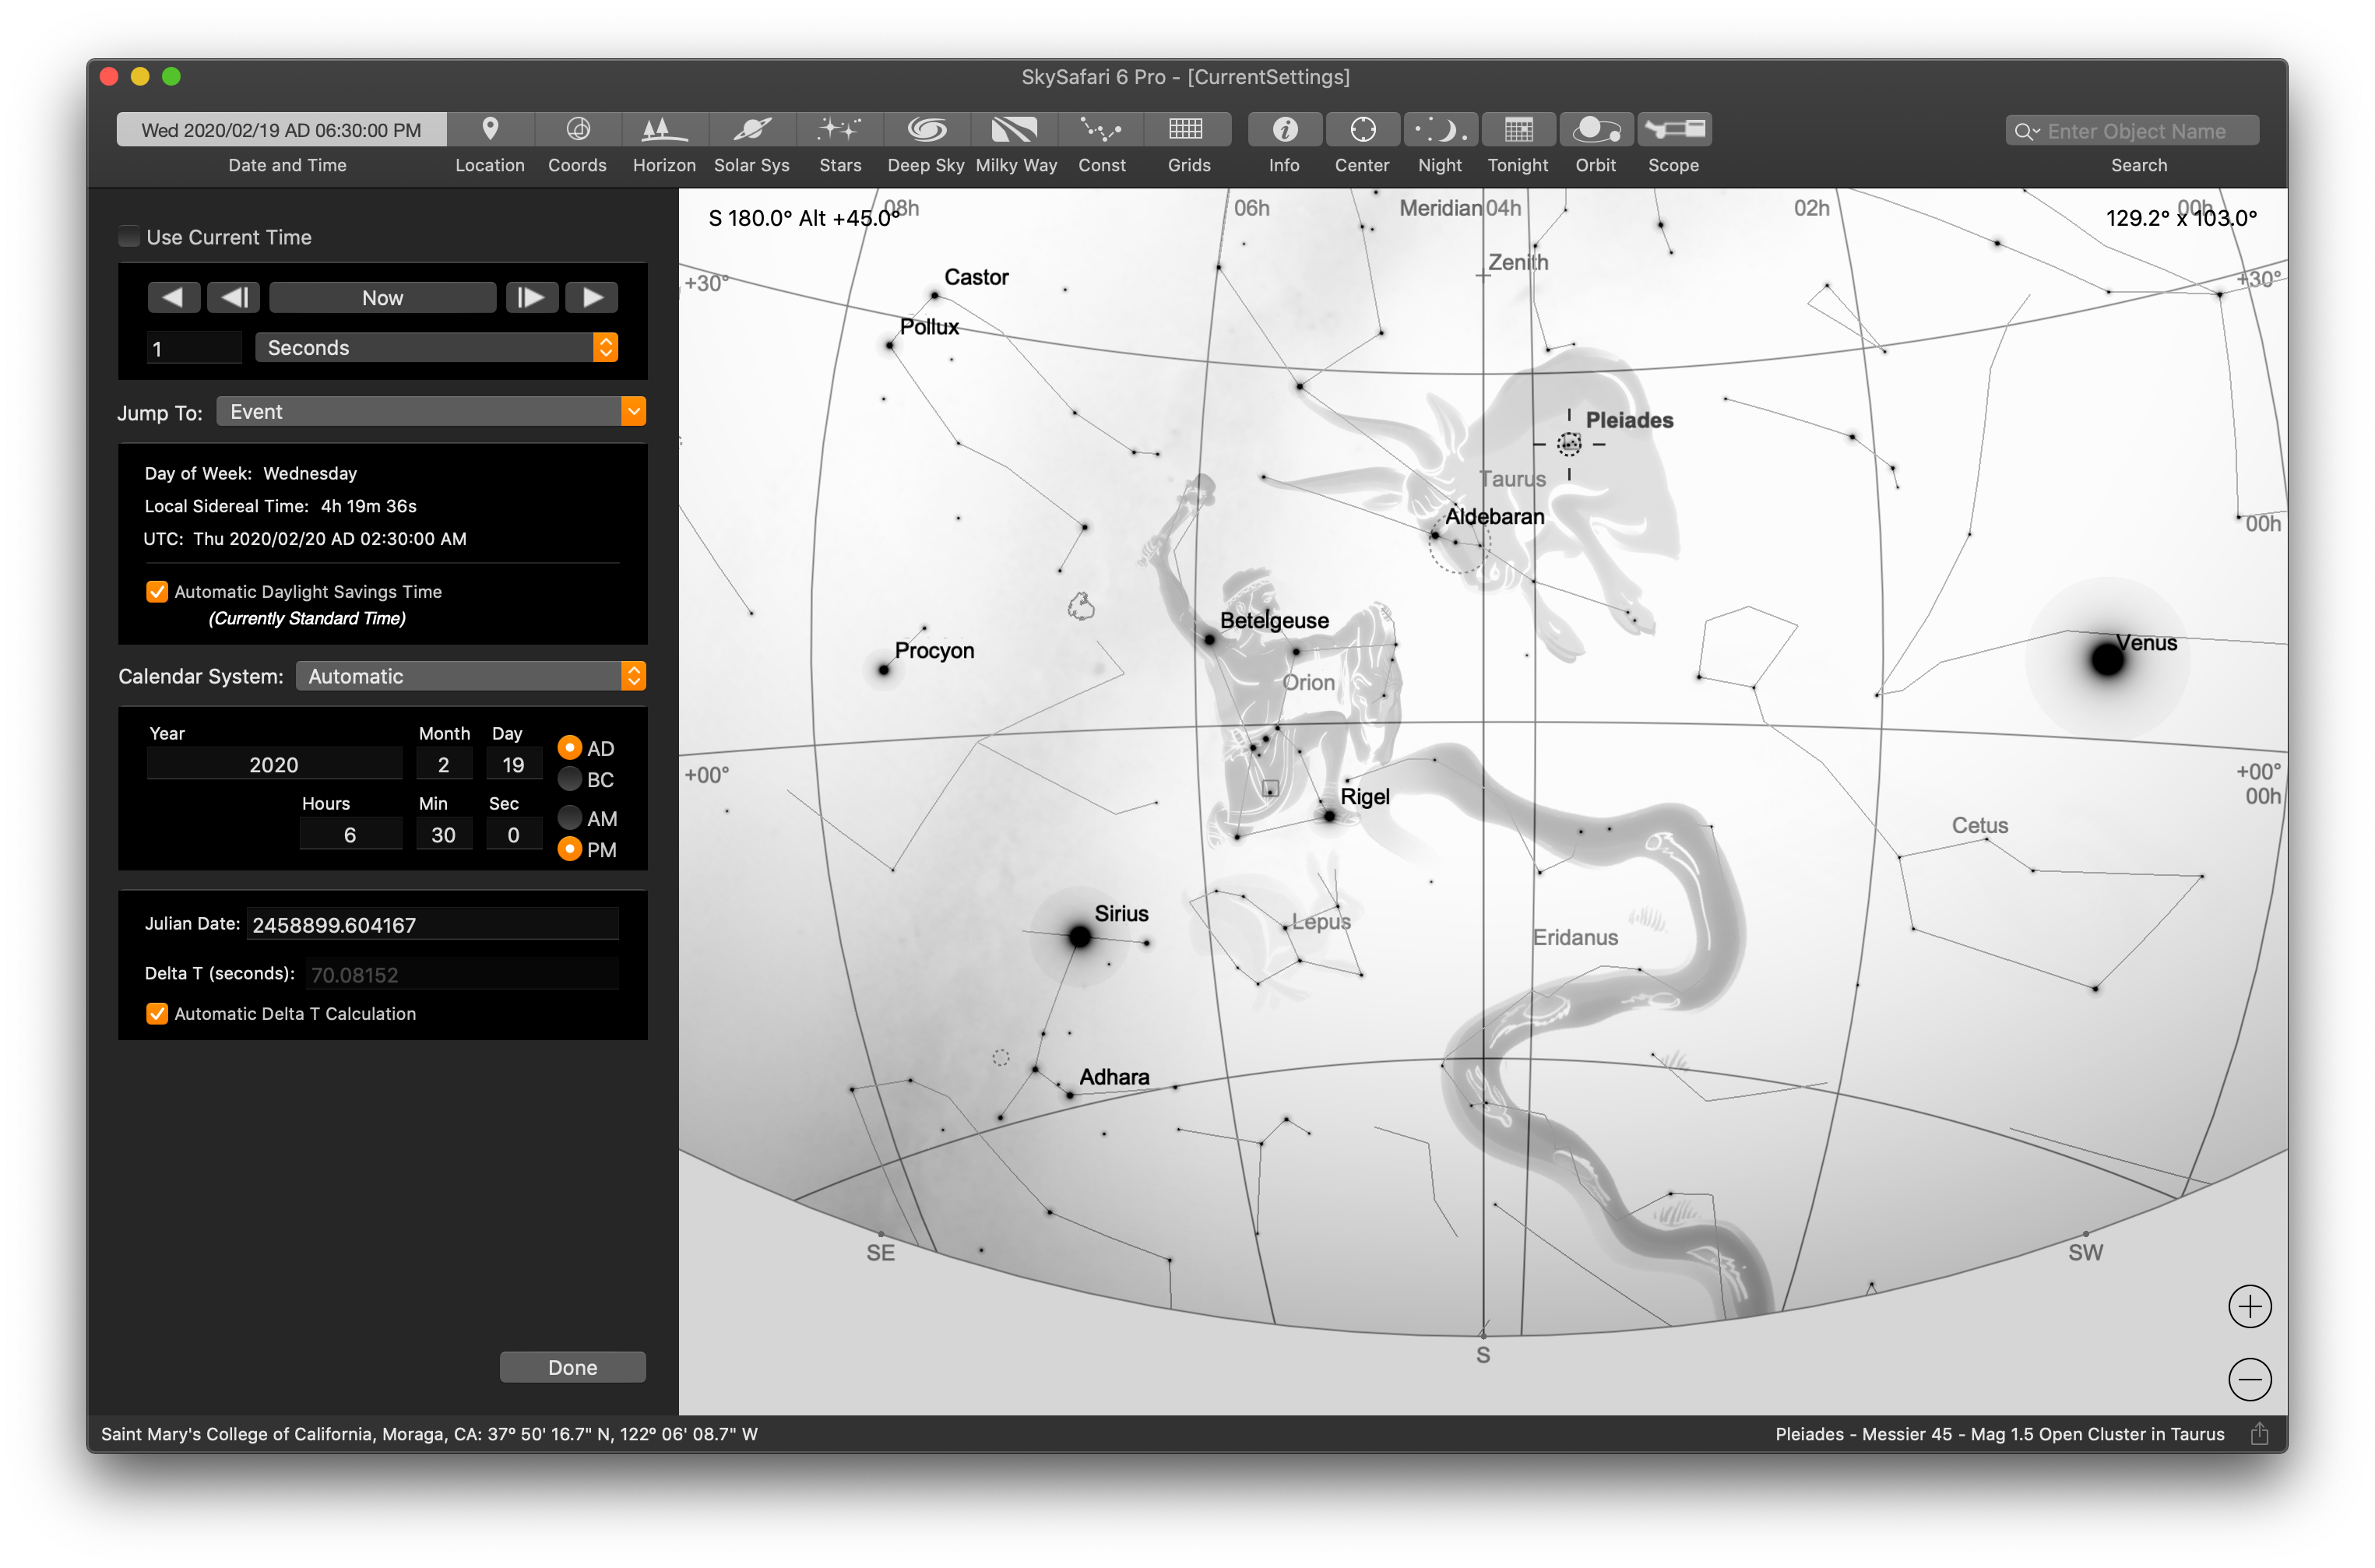 SkySafari 6 Pro - [CurrentSettings]
Wed 2020/02/19 AD 06:30:00 PM
Enter Object Name
Date and Time Location Coords Horizon Solar Sys Stars Deep Sky Milky Way Const Grids Info Center Night Tonight Orbit Scope Search
Use Current Time
Now
1 Seconds
Jump To: Event
Day of Week: Wednesday
Local Sidereal Time: 4h 19m 36s
UTC: Thu 2020/02/20 AD 02:30:00 AM
Automatic Daylight Savings Time
(Currently Standard Time)
Calendar System: Automatic
Year Month Day
2020 2 19
AD
BC
Hours Min Sec
6 30 0
AM
PM
Julian Date: 2458899.604167
Delta T (seconds): 70.08152
Automatic Delta T Calculation
Done
08h 06h Meridian 04h 02h 00h
S 180.0° Alt +45.0°
129.2° x 103.0°
Zenith
+30°
+30°
Castor
Pollux
Pleiades
Taurus
Aldebaran
00h
Betelgeuse
Procyon
Venus
Orion
+00°
+00°
00h
Rigel
Cetus
Sirius
Lepus
Eridanus
Adhara
SE
SW
S
Saint Mary's College of California, Moraga, CA: 37° 50' 16.7" N, 122° 06' 08.7" W
Pleiades - Messier 45 - Mag 1.5 Open Cluster in Taurus